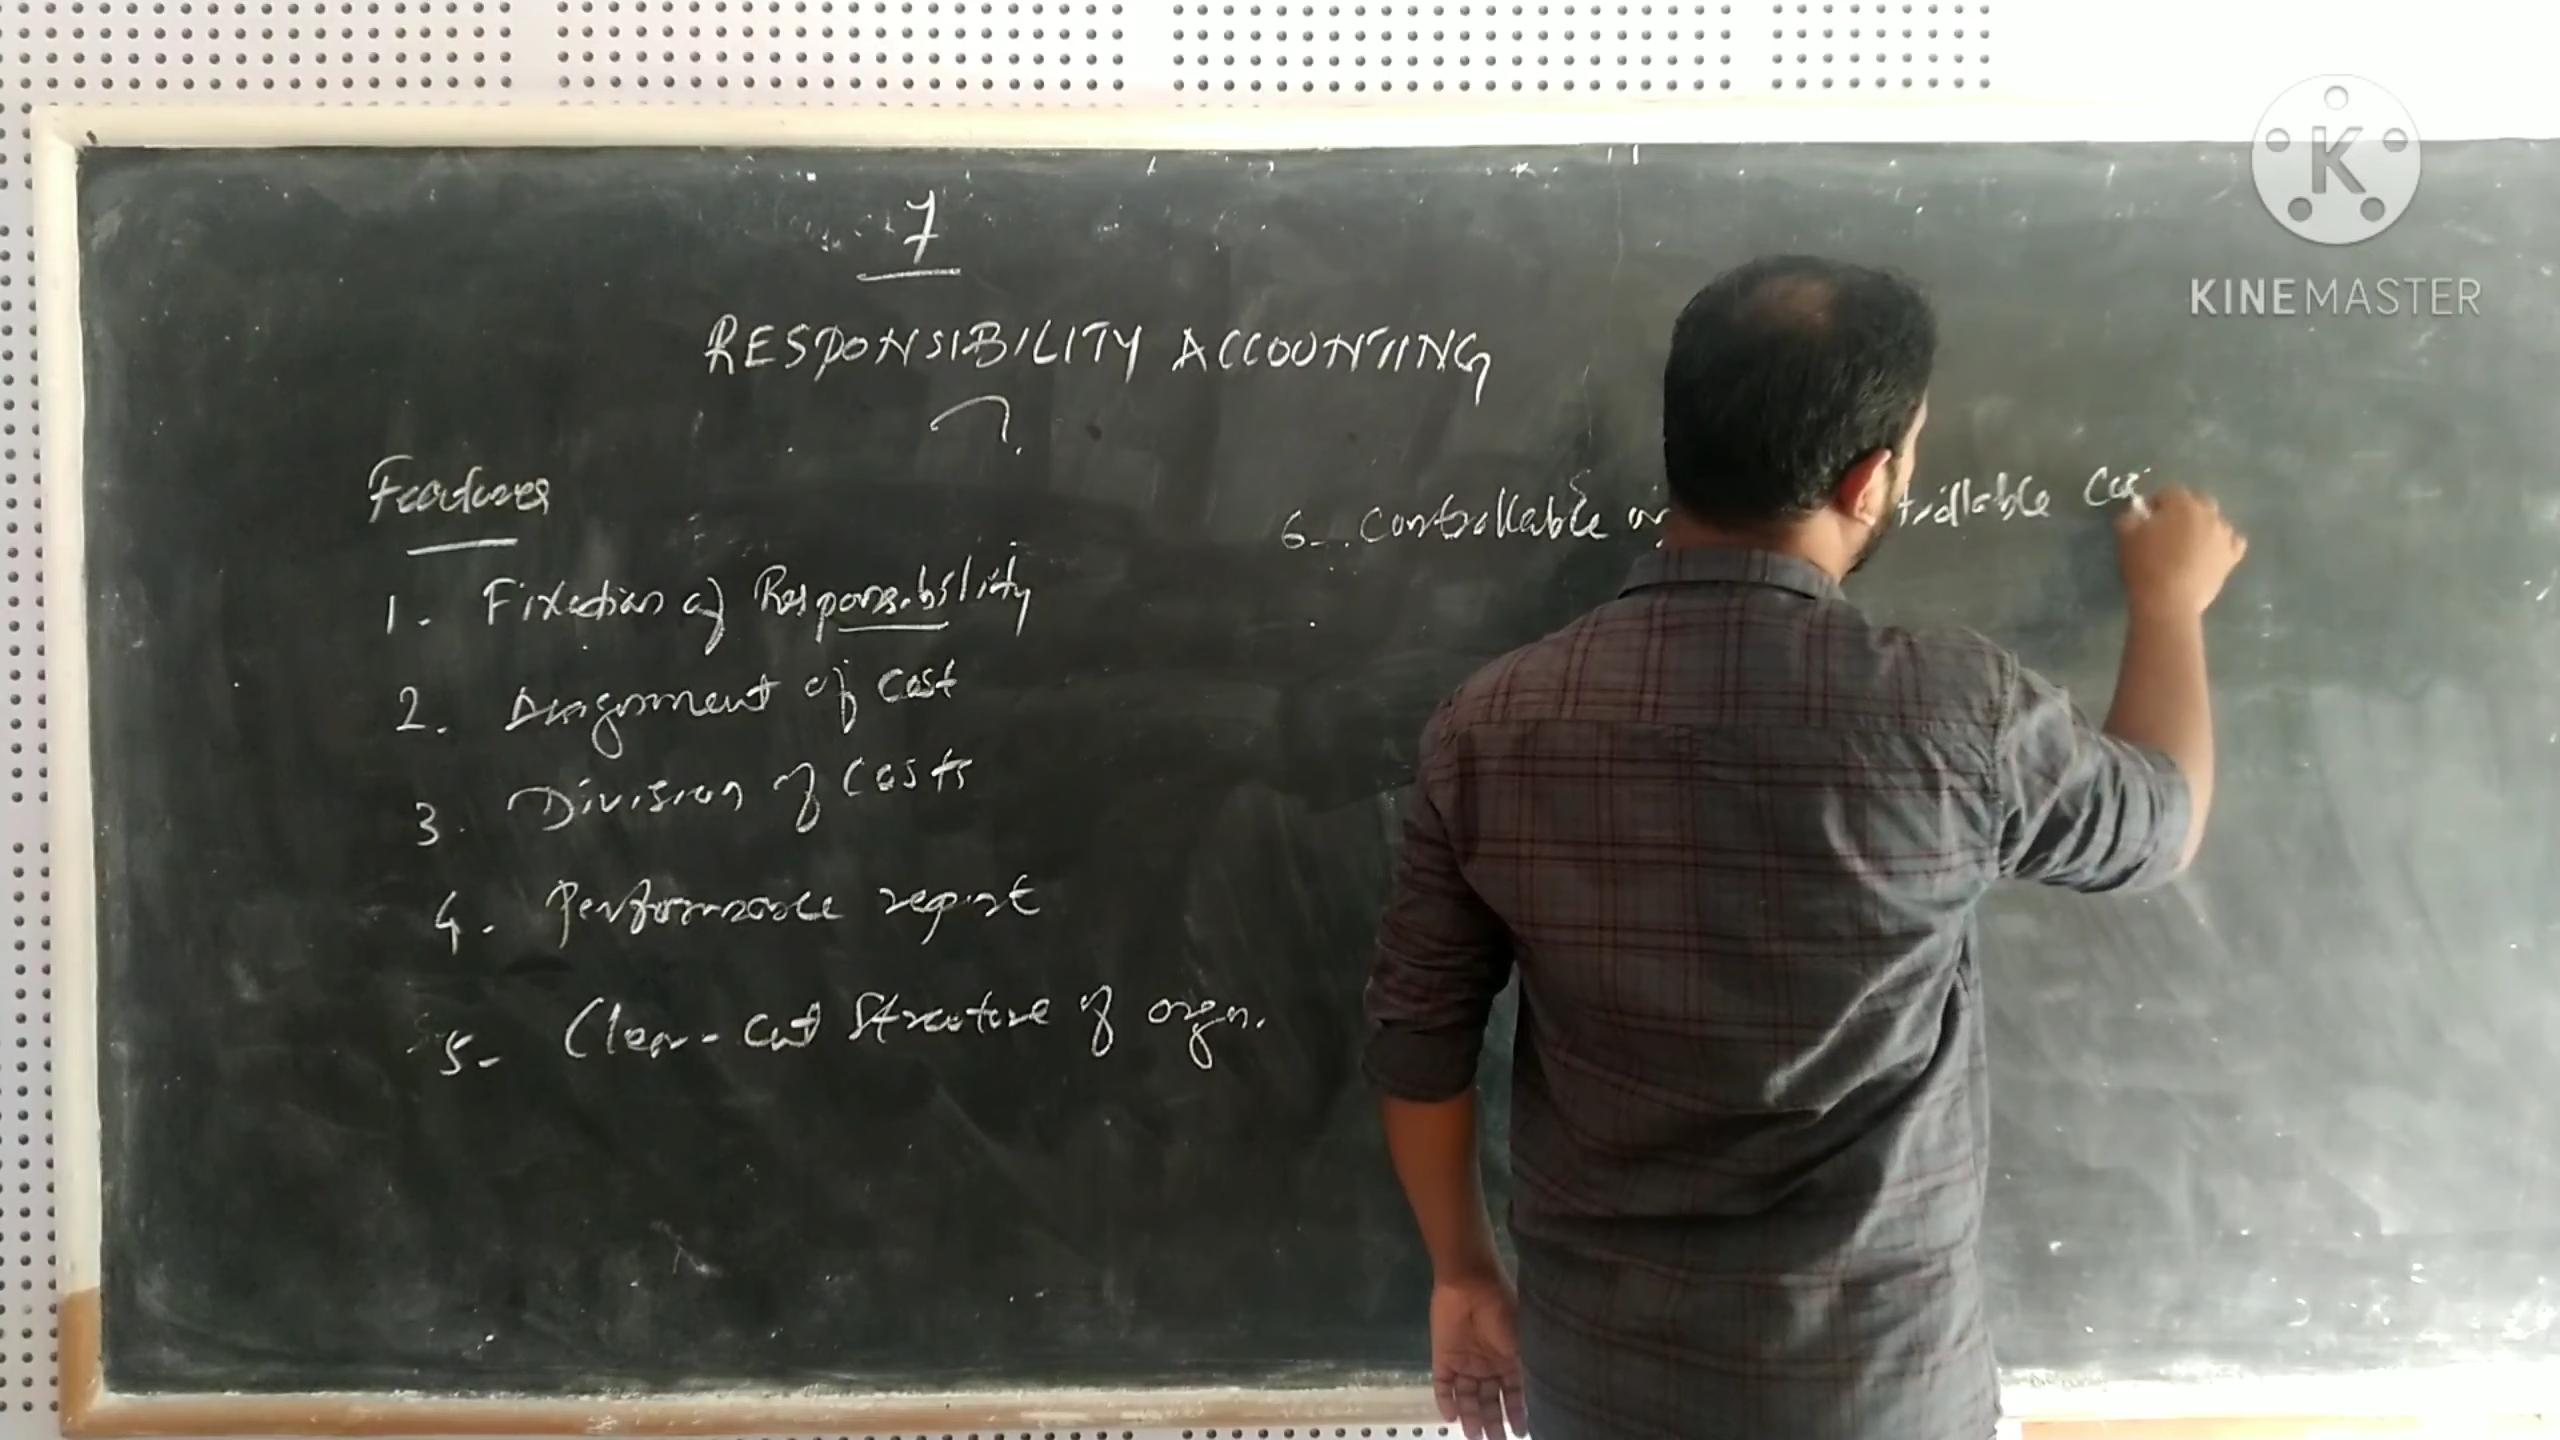 7
RESPONSIBILITY ACCOUNTING
Features
1. Fixation of Responsibility
2. Assignment of cost
3. Division of Costs
4. Performance report
5- Clear-cut Structure of orgn.
6- Controllable
K
KINEMASTER